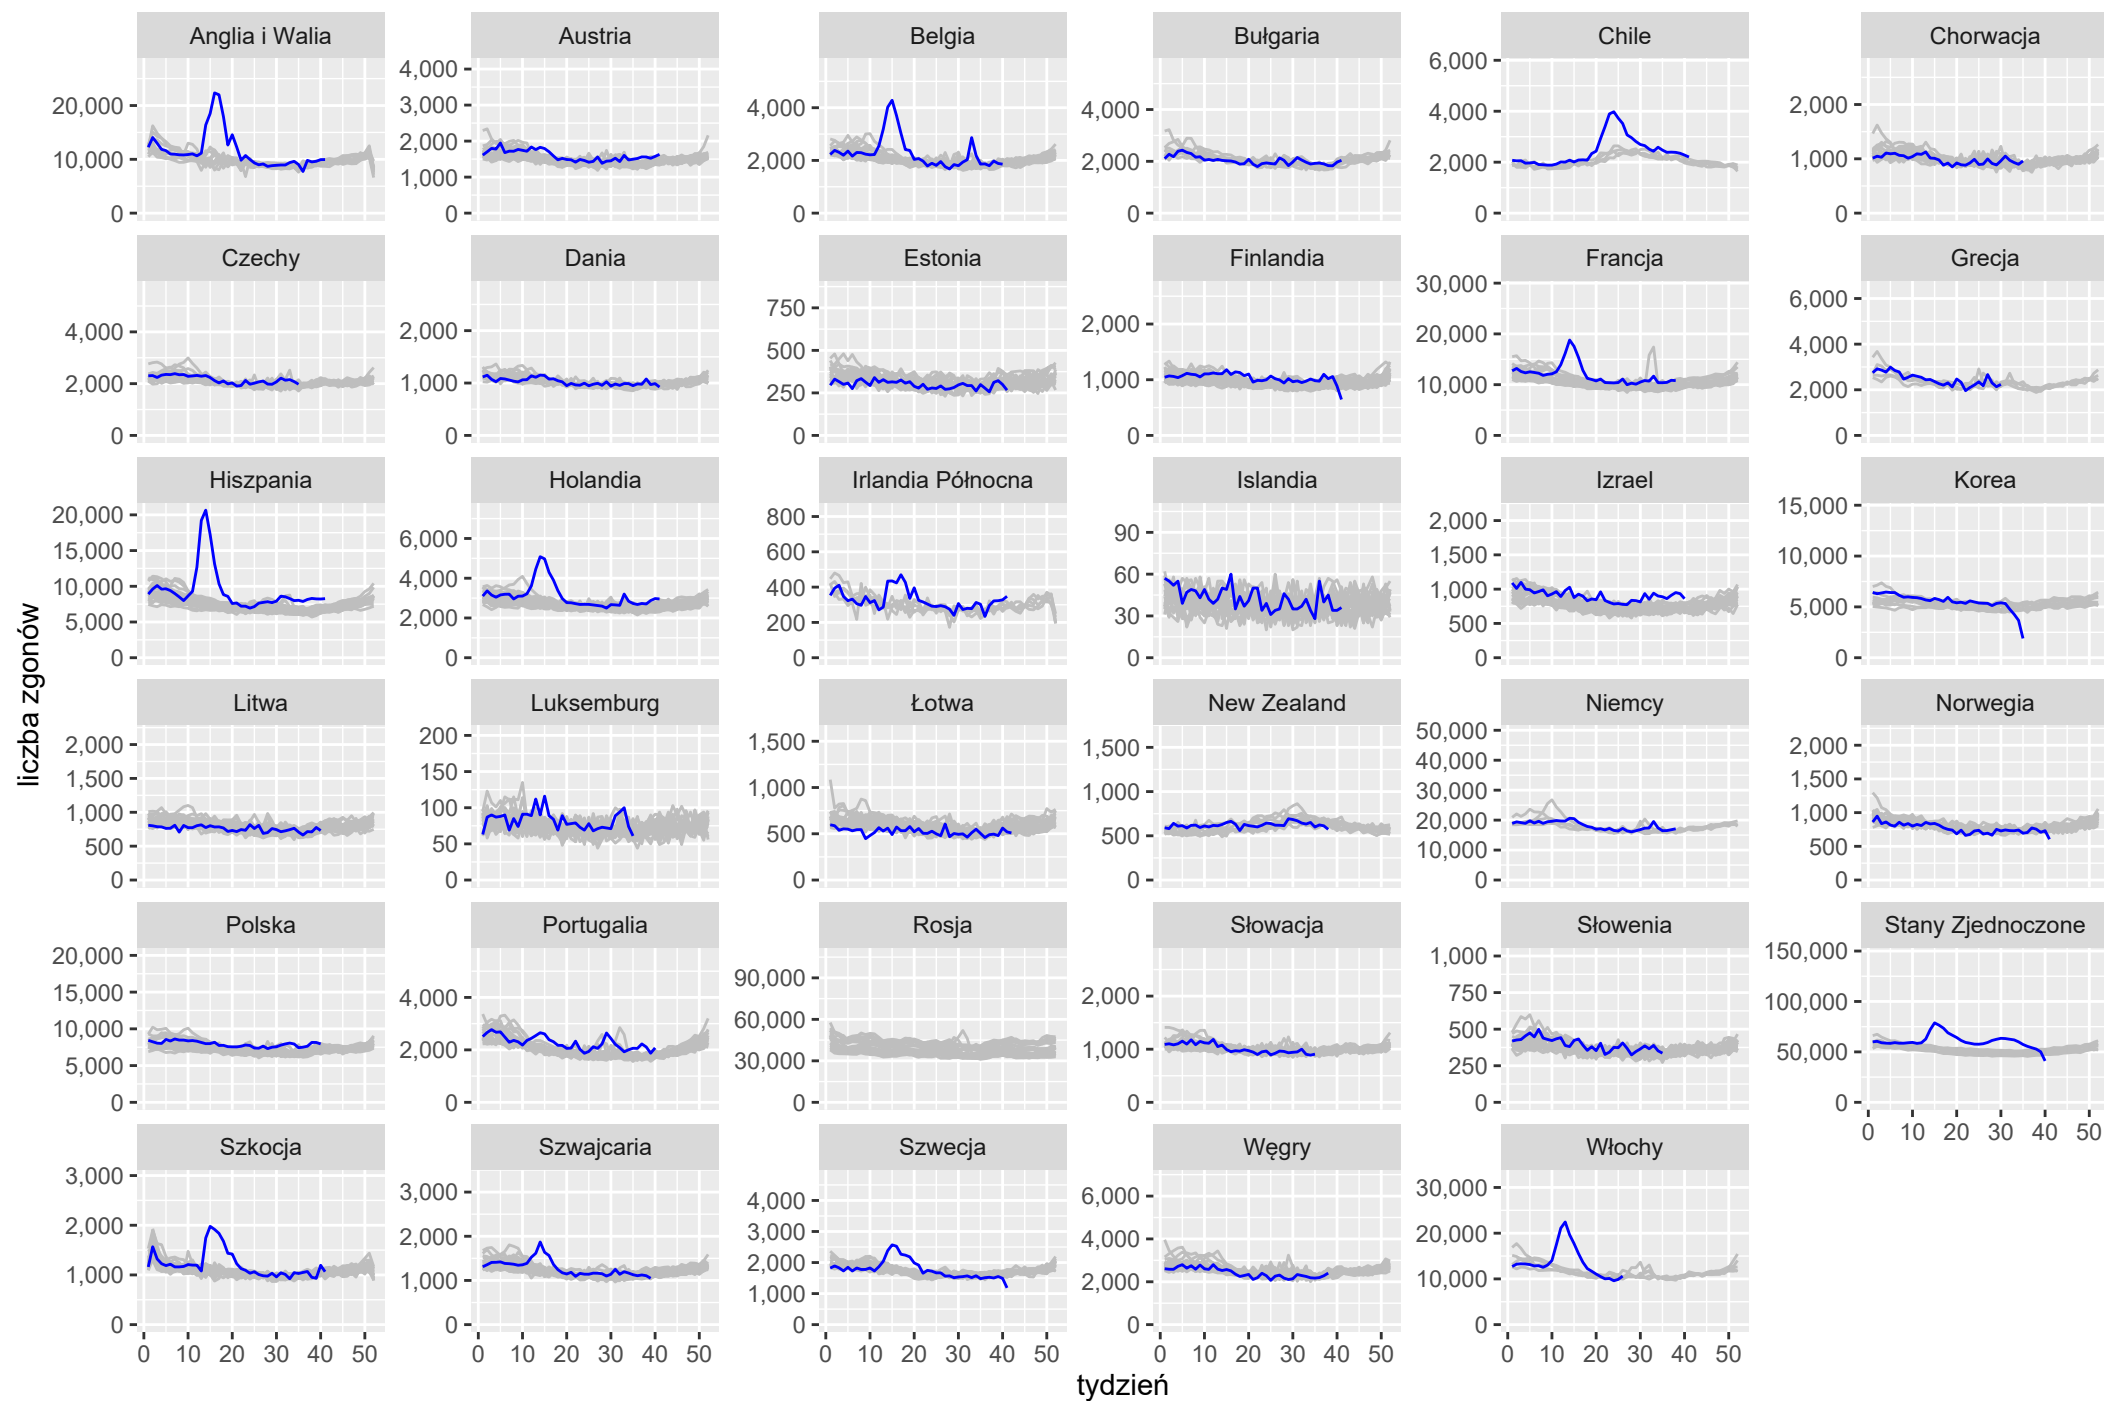 Anglia i Walia Austria Belgia Bułgaria Chile Chorwacja
20,000 10,000 0
4,000 3,000 2,000 1,000 0
4,000 2,000 0
4,000 2,000 0
6,000 4,000 2,000 0
2,000 1,000 0
Czechy Dania Estonia Finlandia Francja Grecja
4,000 2,000 0
2,000 1,000 0
750 500 250 0
2,000 1,000 0
30,000 20,000 10,000 0
6,000 4,000 2,000 0
Hiszpania Holandia Irlandia Północna Islandia Izrael Korea
20,000 15,000 10,000 5,000 0
6,000 4,000 2,000 0
800 600 400 200 0
90 60 30 0
2,000 1,500 1,000 500 0
15,000 10,000 5,000 0
liczba zgonów
Litwa Luksemburg Łotwa New Zealand Niemcy Norwegia
2,000 1,500 1,000 500 0
200 150 100 50 0
1,500 1,000 500 0
1,500 1,000 500 0
50,000 40,000 30,000 20,000 10,000 0
2,000 1,500 1,000 500 0
Polska Portugalia Rosja Słowacja Słowenia Stany Zjednoczone
20,000 15,000 10,000 5,000 0
4,000 2,000 0
90,000 60,000 30,000 0
2,000 1,000 0
1,000 750 500 250 0
150,000 100,000 50,000 0
0 10 20 30 40 50
Szkocja Szwajcaria Szwecja Węgry Włochy
3,000 2,000 1,000 0
3,000 2,000 1,000 0
4,000 3,000 2,000 1,000 0
6,000 4,000 2,000 0
30,000 20,000 10,000 0
0 10 20 30 40 50 0 10 20 30 40 50 0 10 20 30 40 50 0 10 20 30 40 50 0 10 20 30 40 50
tydzień